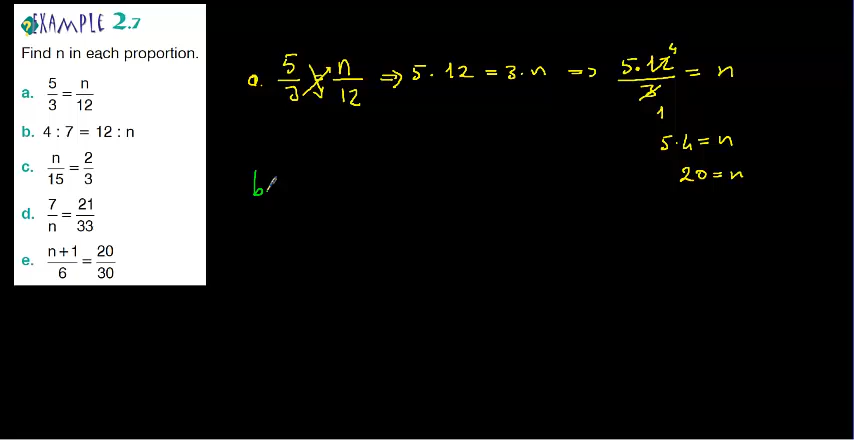 EXAMPLE 2.7
Find n in each proportion.
a. 5/3 = n/12
b. 4 : 7 = 12 : n
c. n/15 = 2/3
d. 7/n = 21/33
e. n+1/6 = 20/30
a. 5/3 = n/12 ⇒ 5 · 12 = 3 · n ⇒ 5 · 12/3 = n
4
1
5 · 4 = n
20 = n
b